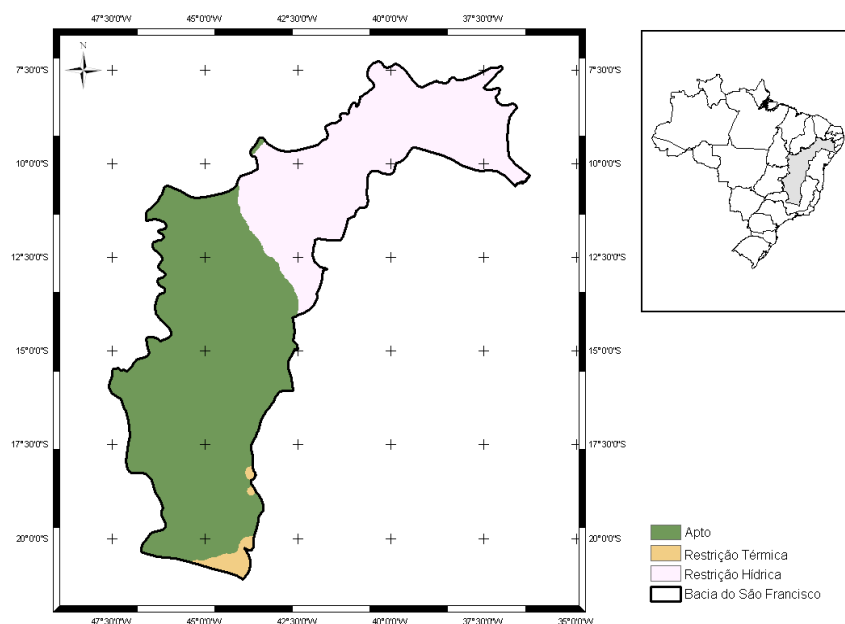 47°30'0"W 45°0'0"W 42°30'0"W 40°0'0"W 37°30'0"W 35°0'0"W
N
7°30'0"S 7°30'0"S
10°0'0"S 10°0'0"S
12°30'0"S 12°30'0"S
15°0'0"S 15°0'0"S
17°30'0"S 17°30'0"S
20°0'0"S 20°0'0"S
47°30'0"W 45°0'0"W 42°30'0"W 40°0'0"W 37°30'0"W 35°0'0"W
Apto
Restrição Térmica
Restrição Hídrica
Bacia do São Francisco